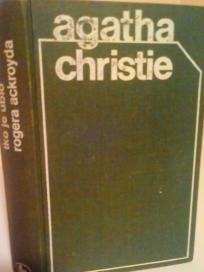 agatha
christie
tko je ubio
rogera ackroyda